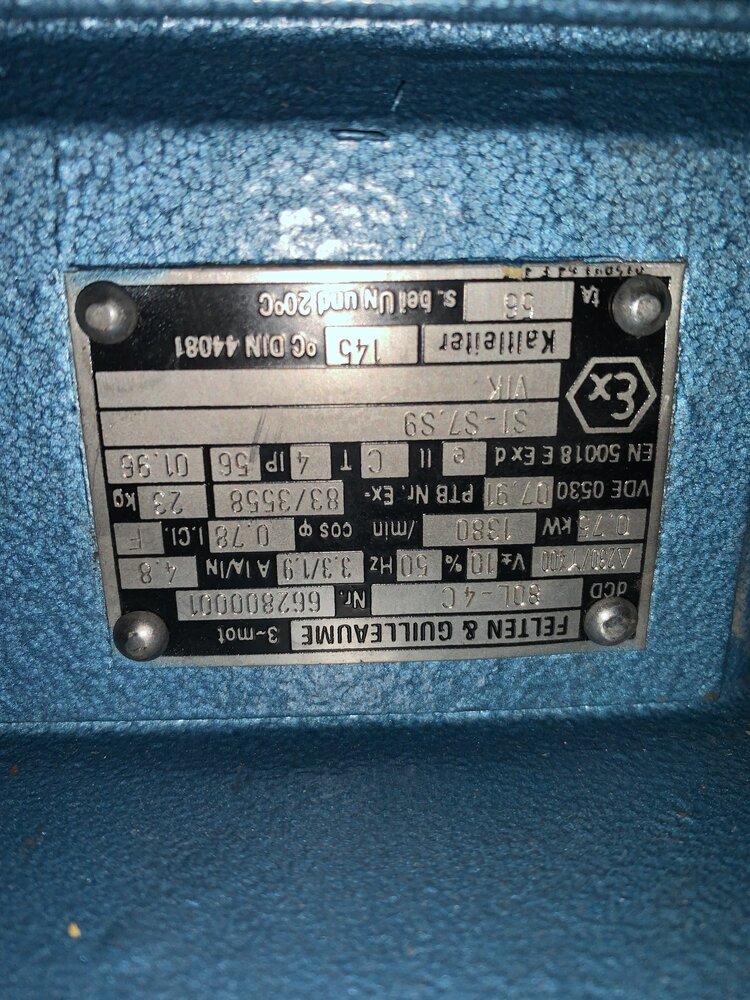 FELTEN & GUILLEAUME 3~mot
dCD 80L-4C Nr. 662800001
Δ230/Y400 V± 10 % 50 Hz 3.3/1.9 A IA/IN 4.8
0.75 kW 1380 /min cos φ 0.78 I.Cl. F
VDE 0530 07.91 PTB Nr. Ex- 83/3558 kg 23
EN 50018 E Ex d e II C T 4 IP 56 01.96
S1-S7.S9
εx VIK
Kaltleiter 145 °C DIN 44081
tA 56 s. bei UN und 20°C